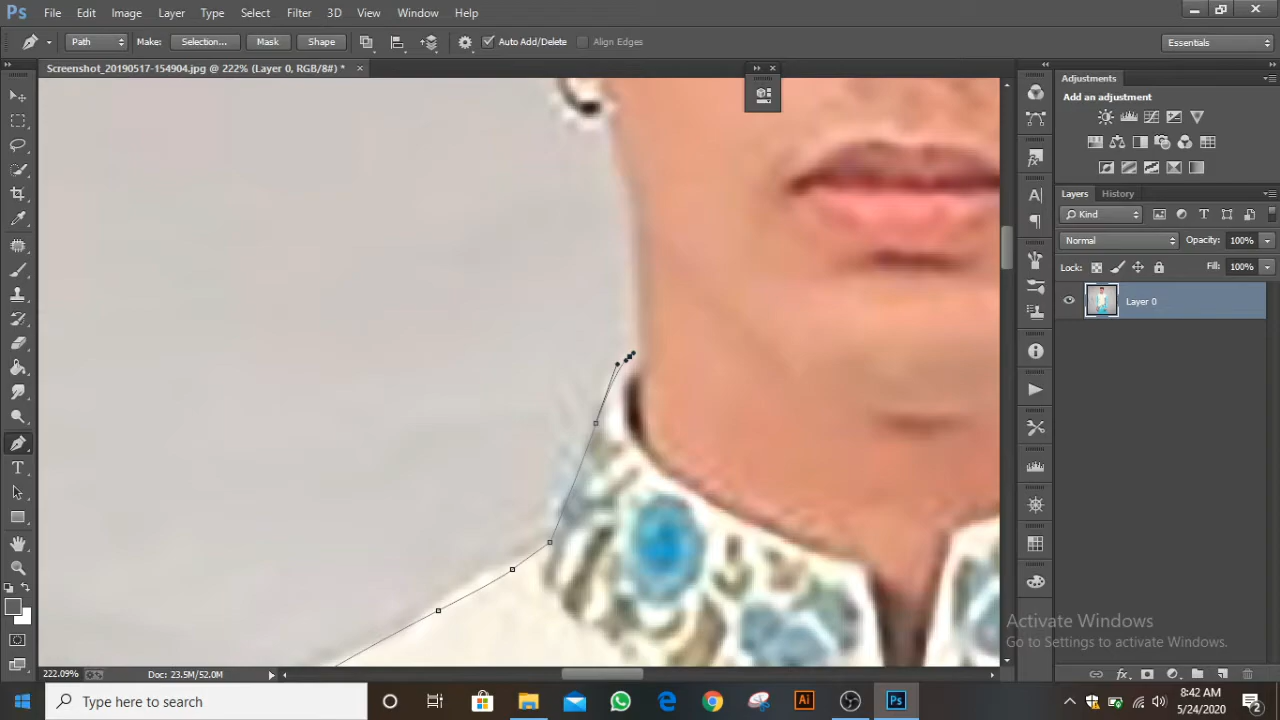 Ps File Edit Image Layer Type Select Filter 3D View Window Help
Path Make: Selection... Mask Shape Auto Add/Delete Align Edges Essentials
Screenshot_20190517-154904.jpg @ 222% (Layer 0, RGB/8#) *
Adjustments
Add an adjustment
Layers History
Kind
Normal Opacity: 100%
Lock: Fill: 100%
Layer 0
Activate Windows
Go to Settings to activate Windows.
222.09% Doc: 23.5M/52.0M
Type here to search
Ai
Ps
8:42 AM
5/24/2020
2